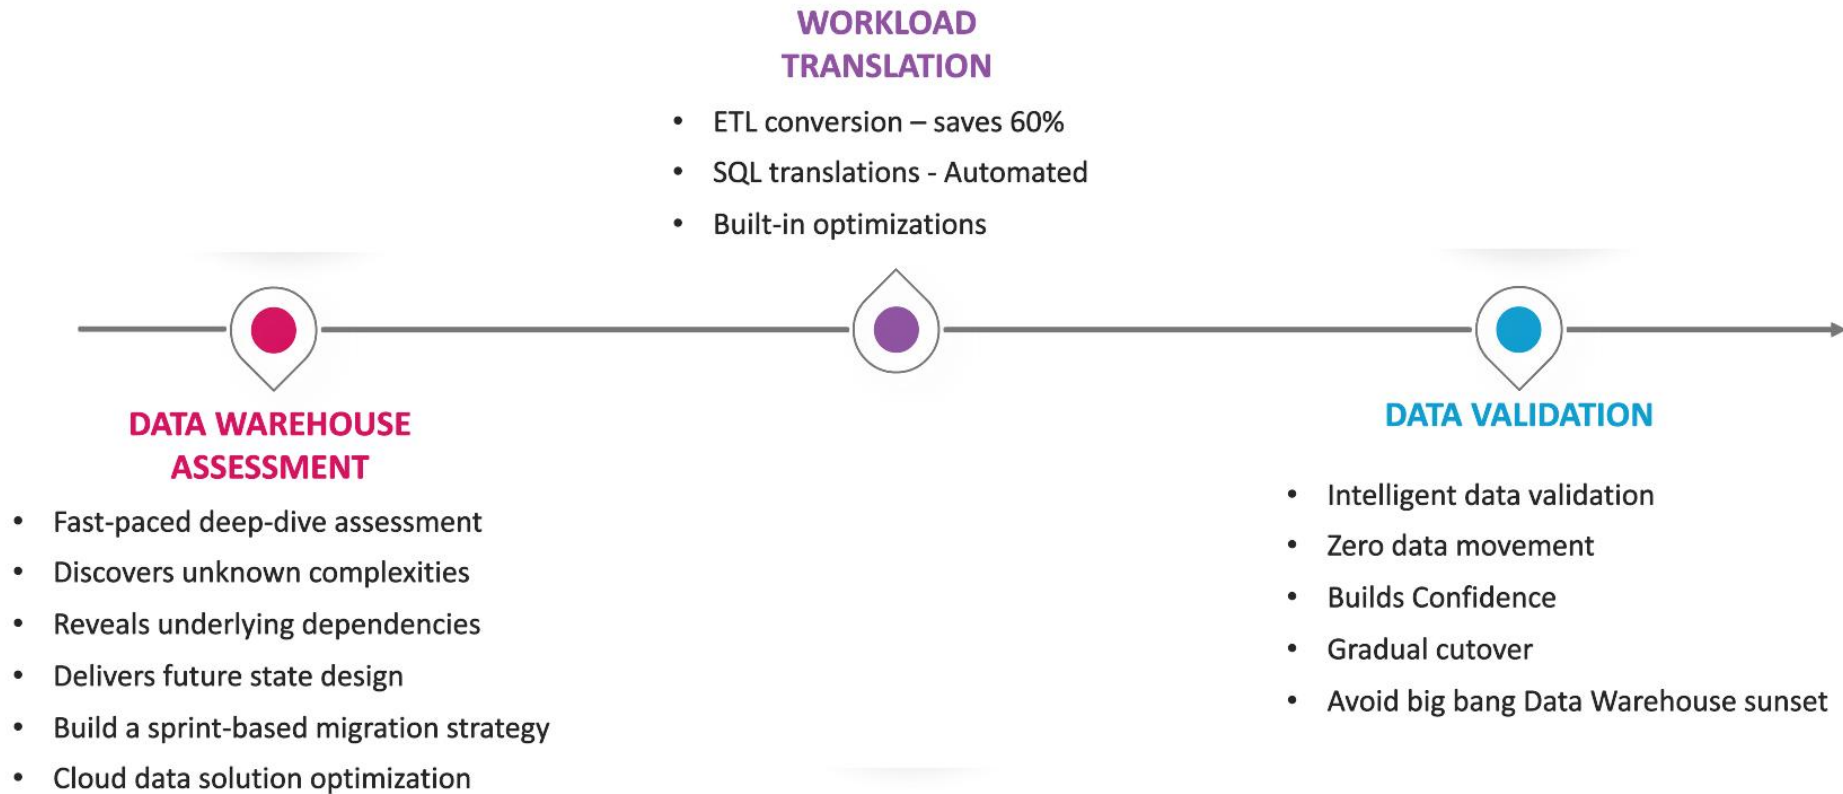 WORKLOAD
TRANSLATION
• ETL conversion – saves 60%
• SQL translations - Automated
• Built-in optimizations
DATA WAREHOUSE
ASSESSMENT
• Fast-paced deep-dive assessment
• Discovers unknown complexities
• Reveals underlying dependencies
• Delivers future state design
• Build a sprint-based migration strategy
• Cloud data solution optimization
DATA VALIDATION
• Intelligent data validation
• Zero data movement
• Builds Confidence
• Gradual cutover
• Avoid big bang Data Warehouse sunset